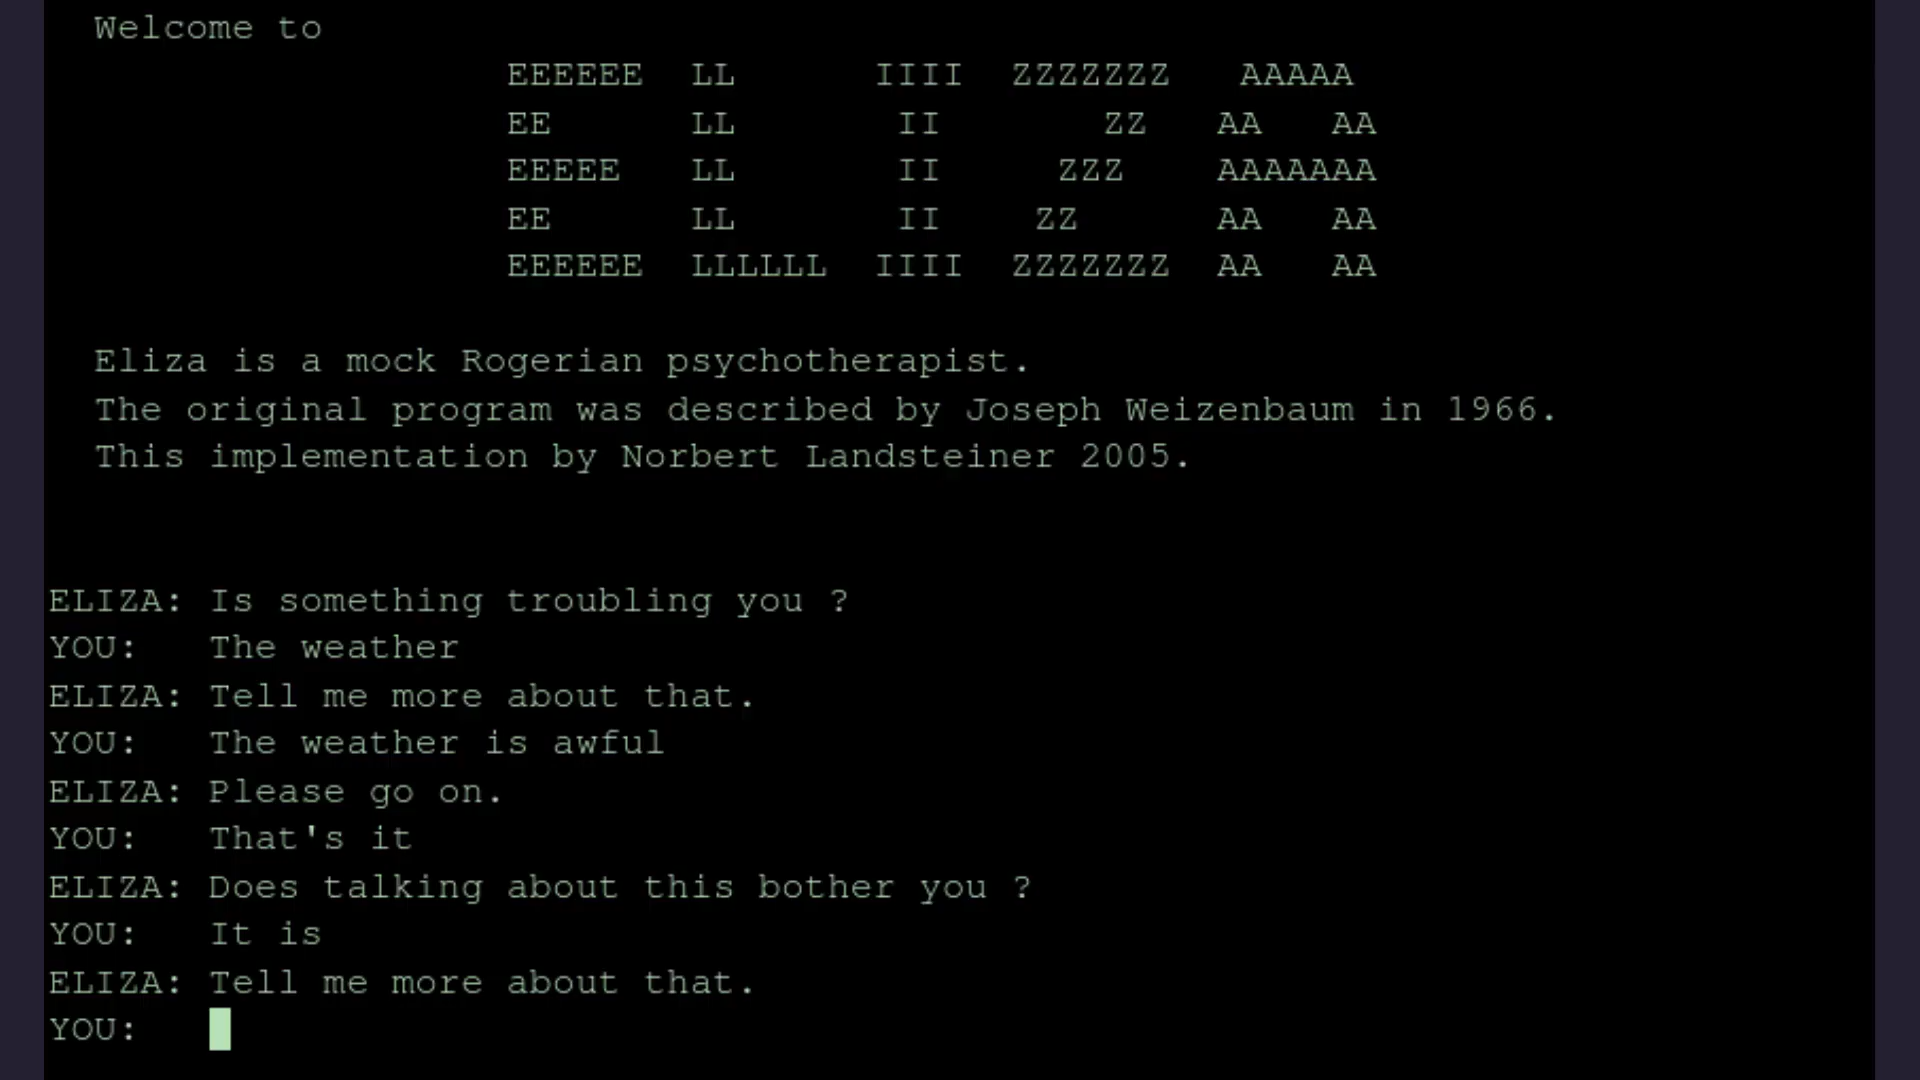 Welcome to
EEEEEE  LL      IIII  ZZZZZZZ   AAAAA
EE      LL       II       ZZ   AA   AA
EEEEE   LL       II     ZZZ    AAAAAAA
EE      LL       II    ZZ      AA   AA
EEEEEE  LLLLLL  IIII  ZZZZZZZ  AA   AA
Eliza is a mock Rogerian psychotherapist.
The original program was described by Joseph Weizenbaum in 1966.
This implementation by Norbert Landsteiner 2005.
ELIZA: Is something troubling you ?
YOU:   The weather
ELIZA: Tell me more about that.
YOU:   The weather is awful
ELIZA: Please go on.
YOU:   That's it
ELIZA: Does talking about this bother you ?
YOU:   It is
ELIZA: Tell me more about that.
YOU: